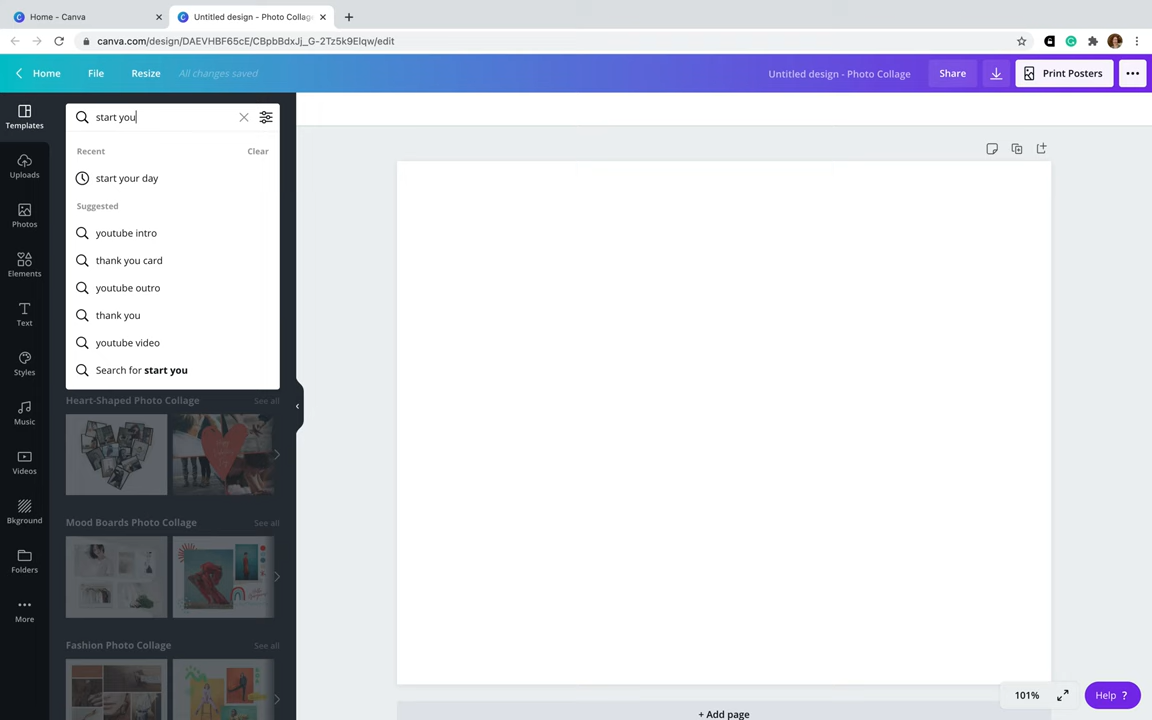 Home - Canva
Untitled design - Photo Collag
canva.com/design/DAEVHBF65cE/CBpbBdxJj_G-2Tz5k9Elqw/edit
Home
File
Resize
All changes saved
Untitled design - Photo Collage
Share
Print Posters
Templates
Uploads
Photos
Elements
Text
Styles
Music
Videos
Bkground
Folders
More
start you
Recent
Clear
start your day
Suggested
youtube intro
thank you card
youtube outro
thank you
youtube video
Search for start you
Heart-Shaped Photo Collage
See all
Mood Boards Photo Collage
See all
Fashion Photo Collage
See all
+ Add page
101%
Help ?